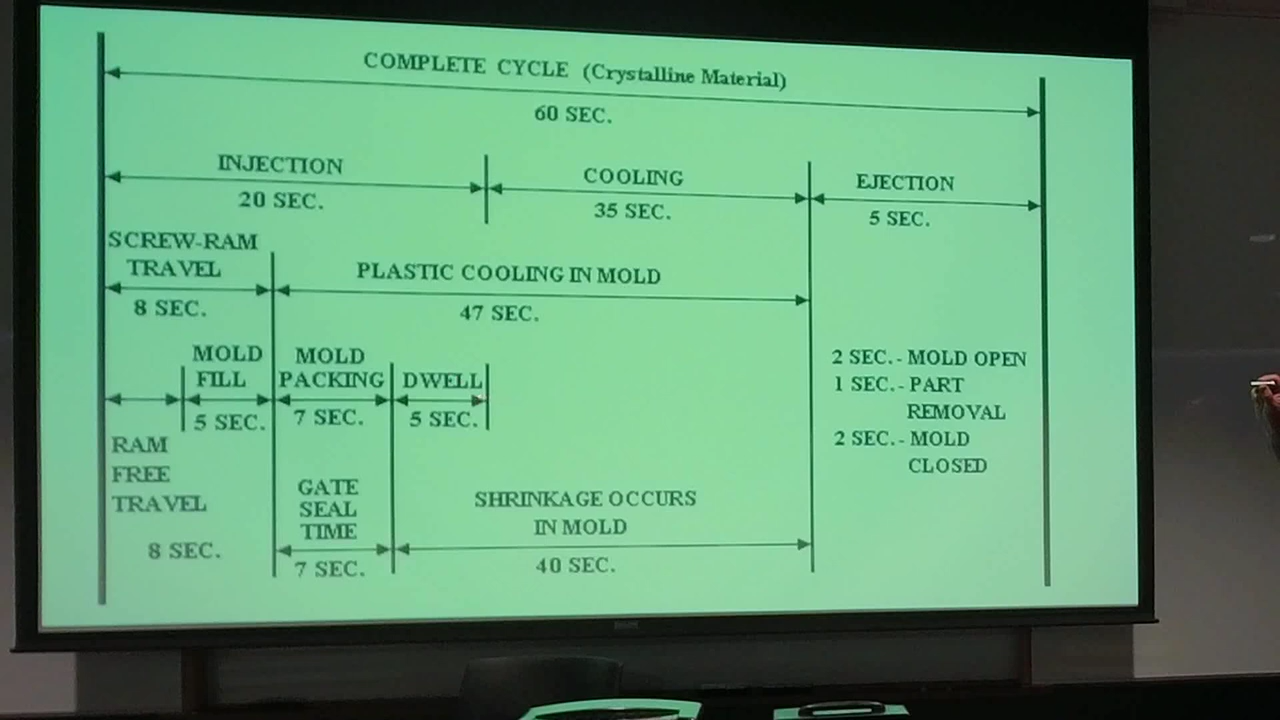 COMPLETE CYCLE (Crystalline Material)
60 SEC.
INJECTION
20 SEC.
COOLING
35 SEC.
EJECTION
5 SEC.
SCREW-RAM
TRAVEL
8 SEC.
PLASTIC COOLING IN MOLD
47 SEC.
MOLD
FILL
5 SEC.
MOLD
PACKING
7 SEC.
DWELL
5 SEC.
2 SEC. - MOLD OPEN
1 SEC. - PART
REMOVAL
2 SEC. - MOLD
CLOSED
RAM
FREE
TRAVEL
8 SEC.
GATE
SEAL
TIME
7 SEC.
SHRINKAGE OCCURS
IN MOLD
40 SEC.